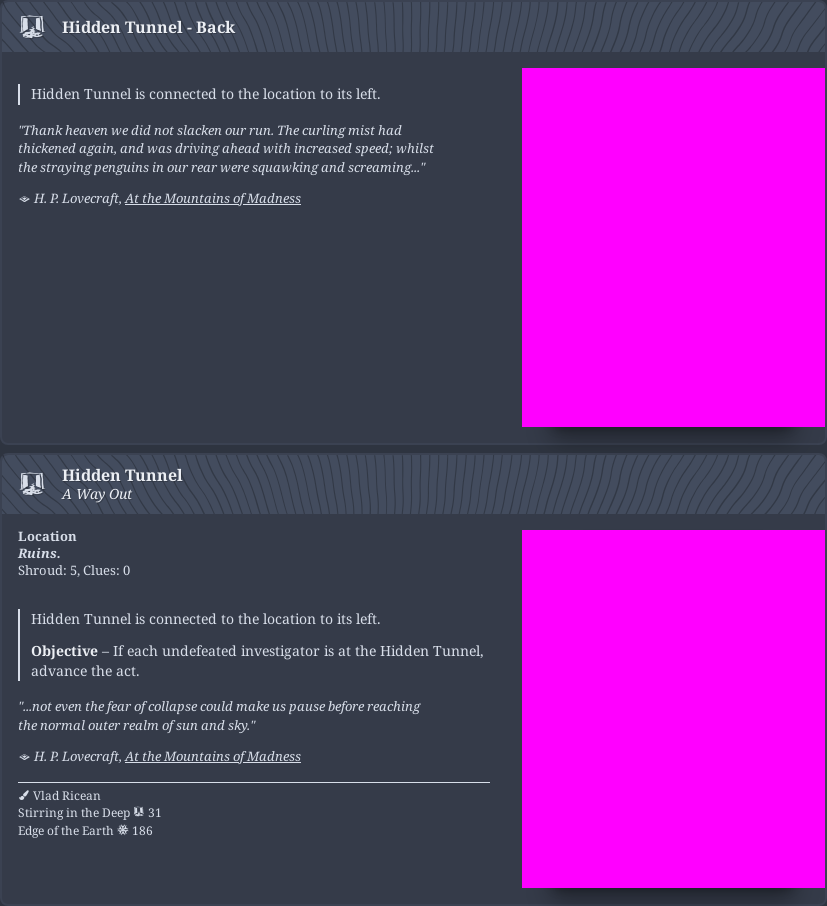 Hidden Tunnel - Back
Hidden Tunnel is connected to the location to its left.
"Thank heaven we did not slacken our run. The curling mist had
thickened again, and was driving ahead with increased speed; whilst
the straying penguins in our rear were squawking and screaming..."
H. P. Lovecraft, At the Mountains of Madness
Hidden Tunnel
A Way Out
Location
Ruins.
Shroud: 5, Clues: 0
Hidden Tunnel is connected to the location to its left.
Objective – If each undefeated investigator is at the Hidden Tunnel,
advance the act.
"...not even the fear of collapse could make us pause before reaching
the normal outer realm of sun and sky."
H. P. Lovecraft, At the Mountains of Madness
Vlad Ricean
Stirring in the Deep 31
Edge of the Earth 186